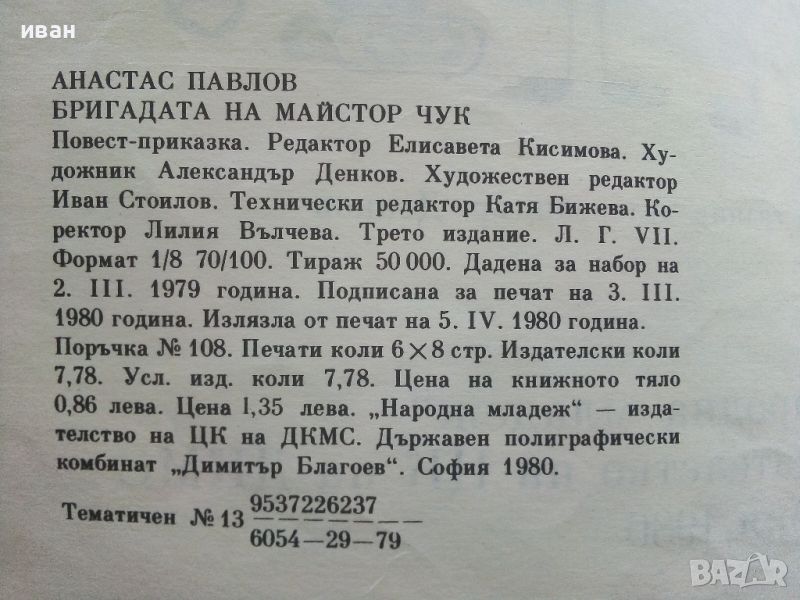 иван
АНАСТАС ПАВЛОВ
БРИГАДАТА НА МАЙСТОР ЧУК
Повест-приказка. Редактор Елисавета Кисимова. Ху-
дожник Александър Денков. Художествен редактор
Иван Стоилов. Технически редактор Катя Бижева. Ко-
ректор Лилия Вълчева. Трето издание. Л. Г. VII.
Формат 1/8 70/100. Тираж 50 000. Дадена за набор на
2. III. 1979 година. Подписана за печат на 3. III.
1980 година. Излязла от печат на 5. IV. 1980 година.
Поръчка № 108. Печати коли 6×8 стр. Издателски коли
7,78. Усл. изд. коли 7,78. Цена на книжното тяло
0,86 лева. Цена 1,35 лева. „Народна младеж“ — изда-
телство на ЦК на ДКМС. Държавен полиграфически
комбинат „Димитър Благоев“. София 1980.
Тематичен № 13 9537226237
6054—29—79
BAZAR